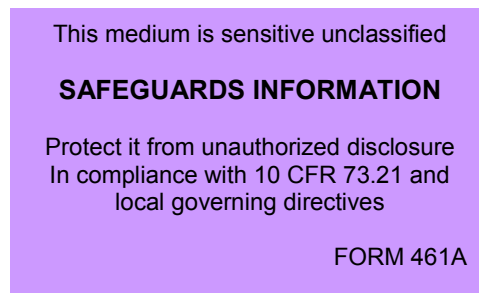 This medium is sensitive unclassified
SAFEGUARDS INFORMATION
Protect it from unauthorized disclosure
In compliance with 10 CFR 73.21 and
local governing directives
FORM 461A